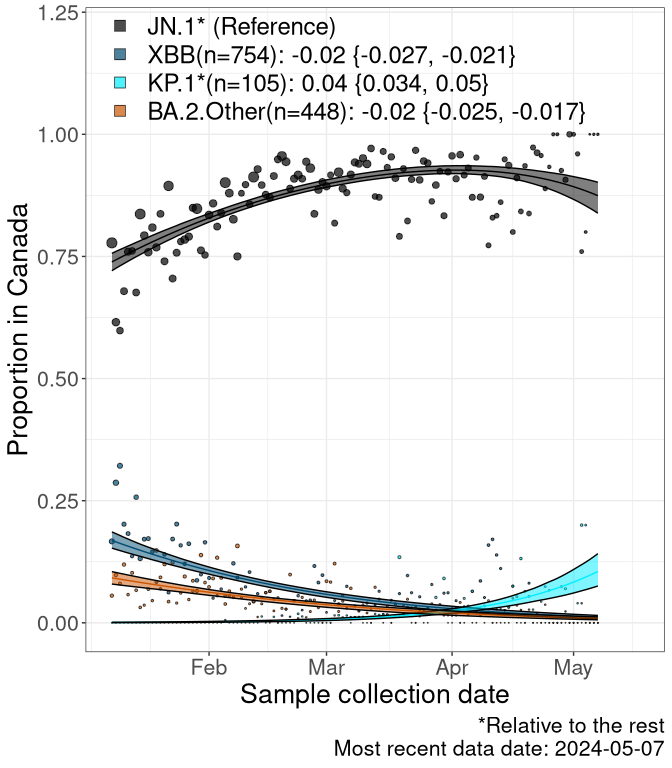 1.25
JN.1* (Reference)
XBB(n=754): -0.02 {-0.027, -0.021}
KP.1*(n=105): 0.04 {0.034, 0.05}
BA.2.Other(n=448): -0.02 {-0.025, -0.017}
1.00
0.75
0.50
0.25
0.00
Proportion in Canada
Feb Mar Apr May
Sample collection date
*Relative to the rest
Most recent data date: 2024-05-07